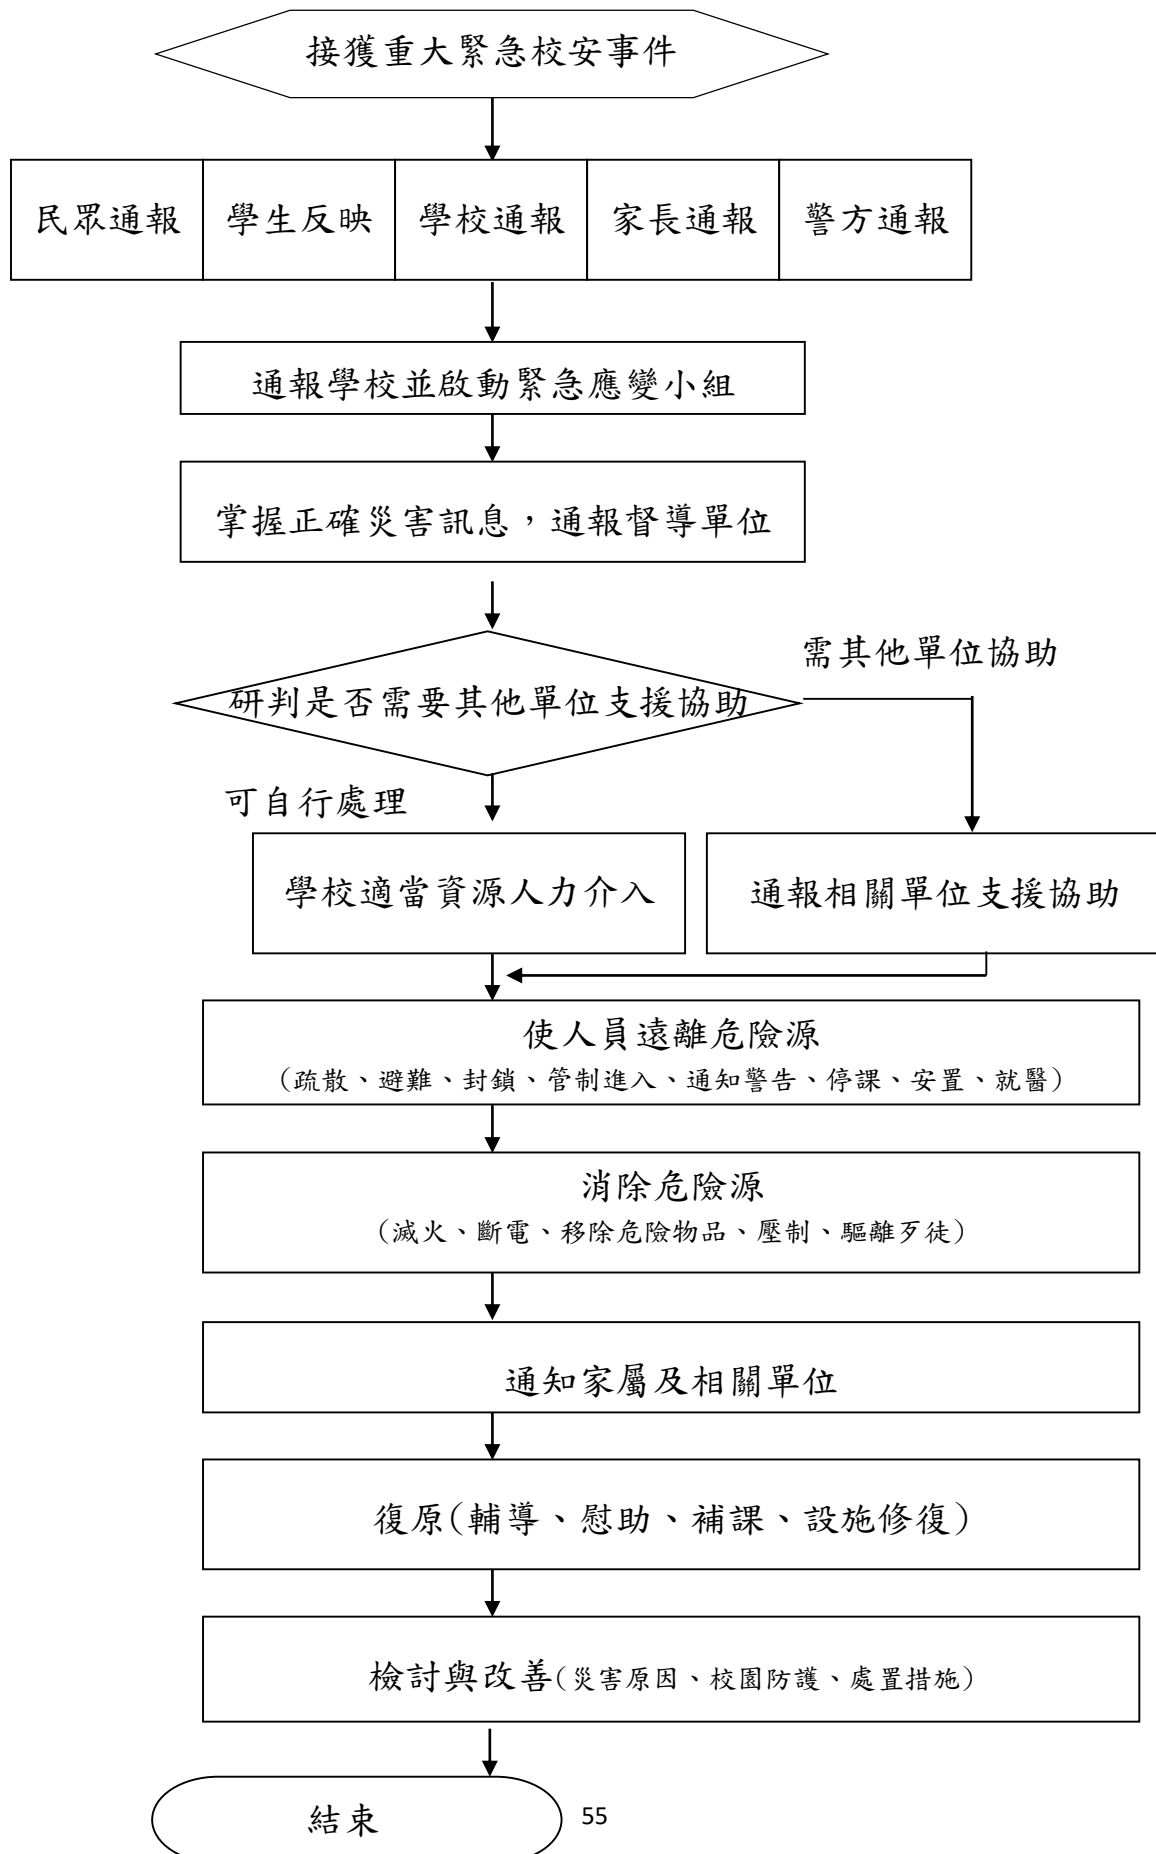 接獲重大緊急校安事件
民眾通報
學生反映
學校通報
家長通報
警方通報
通報學校並啟動緊急應變小組
掌握正確災害訊息，通報督導單位
需其他單位協助
研判是否需要其他單位支援協助
可自行處理
學校適當資源人力介入
通報相關單位支援協助
使人員遠離危險源
(疏散、避難、封鎖、管制進入、通知警告、停課、安置、就醫)
消除危險源
(滅火、斷電、移除危險物品、壓制、驅離歹徒)
通知家屬及相關單位
復原(輔導、慰助、補課、設施修復)
檢討與改善(災害原因、校園防護、處置措施)
結束
55